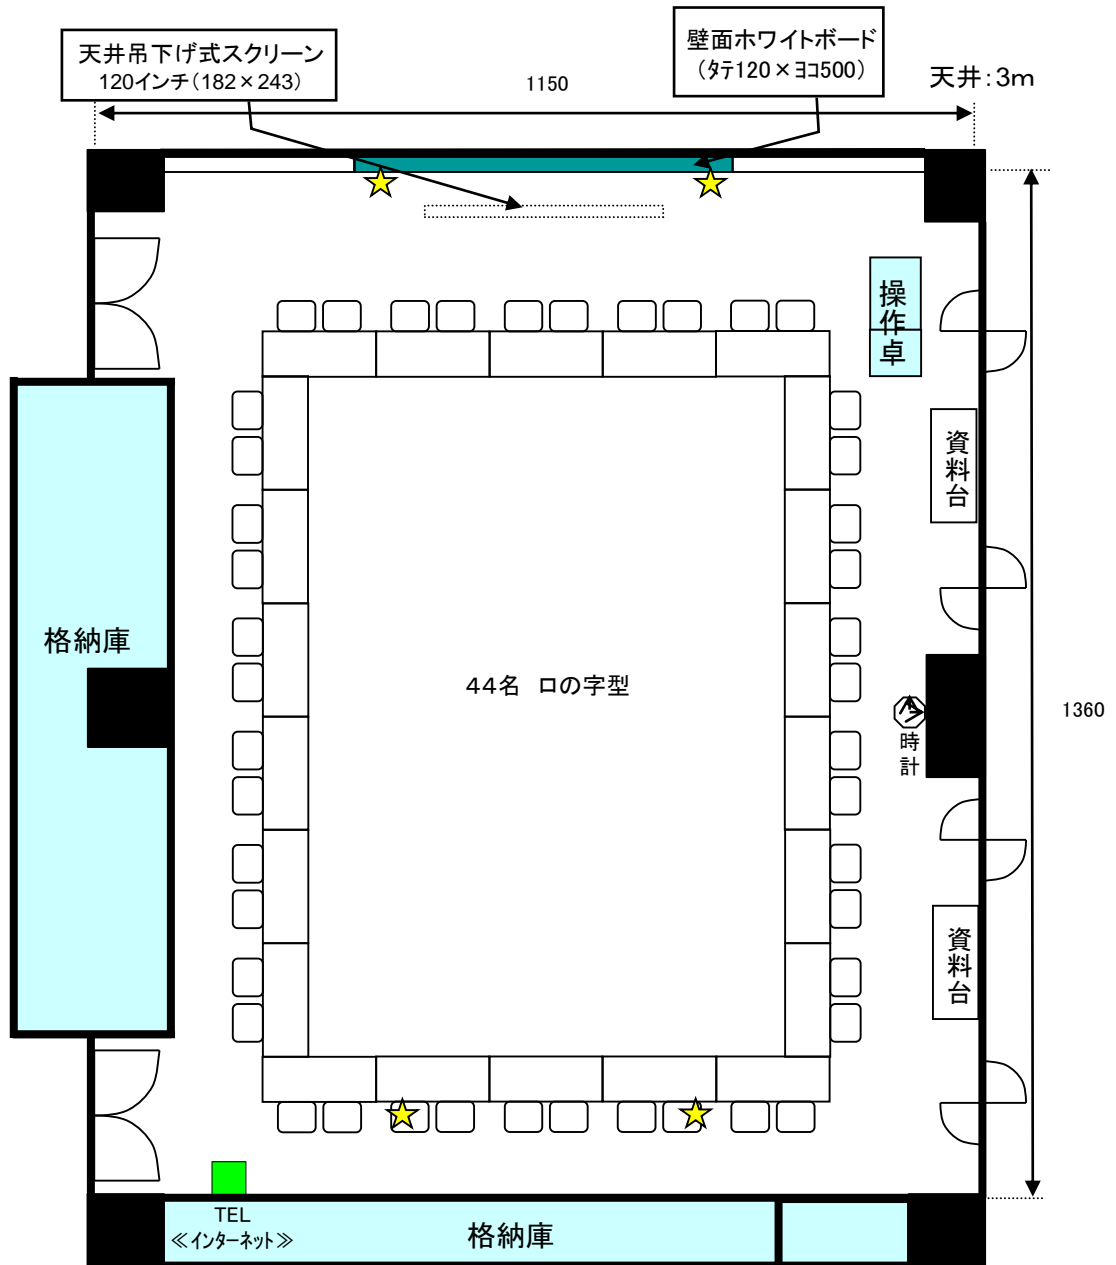 天井吊下げ式スクリーン
120インチ（182×243）
壁面ホワイトボード
（ﾀﾃ120×ﾖｺ500）
1150
天井：3m
操作卓
資料台
格納庫
44名　ロの字型
1360
時計
資料台
TEL
≪ｲﾝﾀｰﾈｯﾄ≫
格納庫